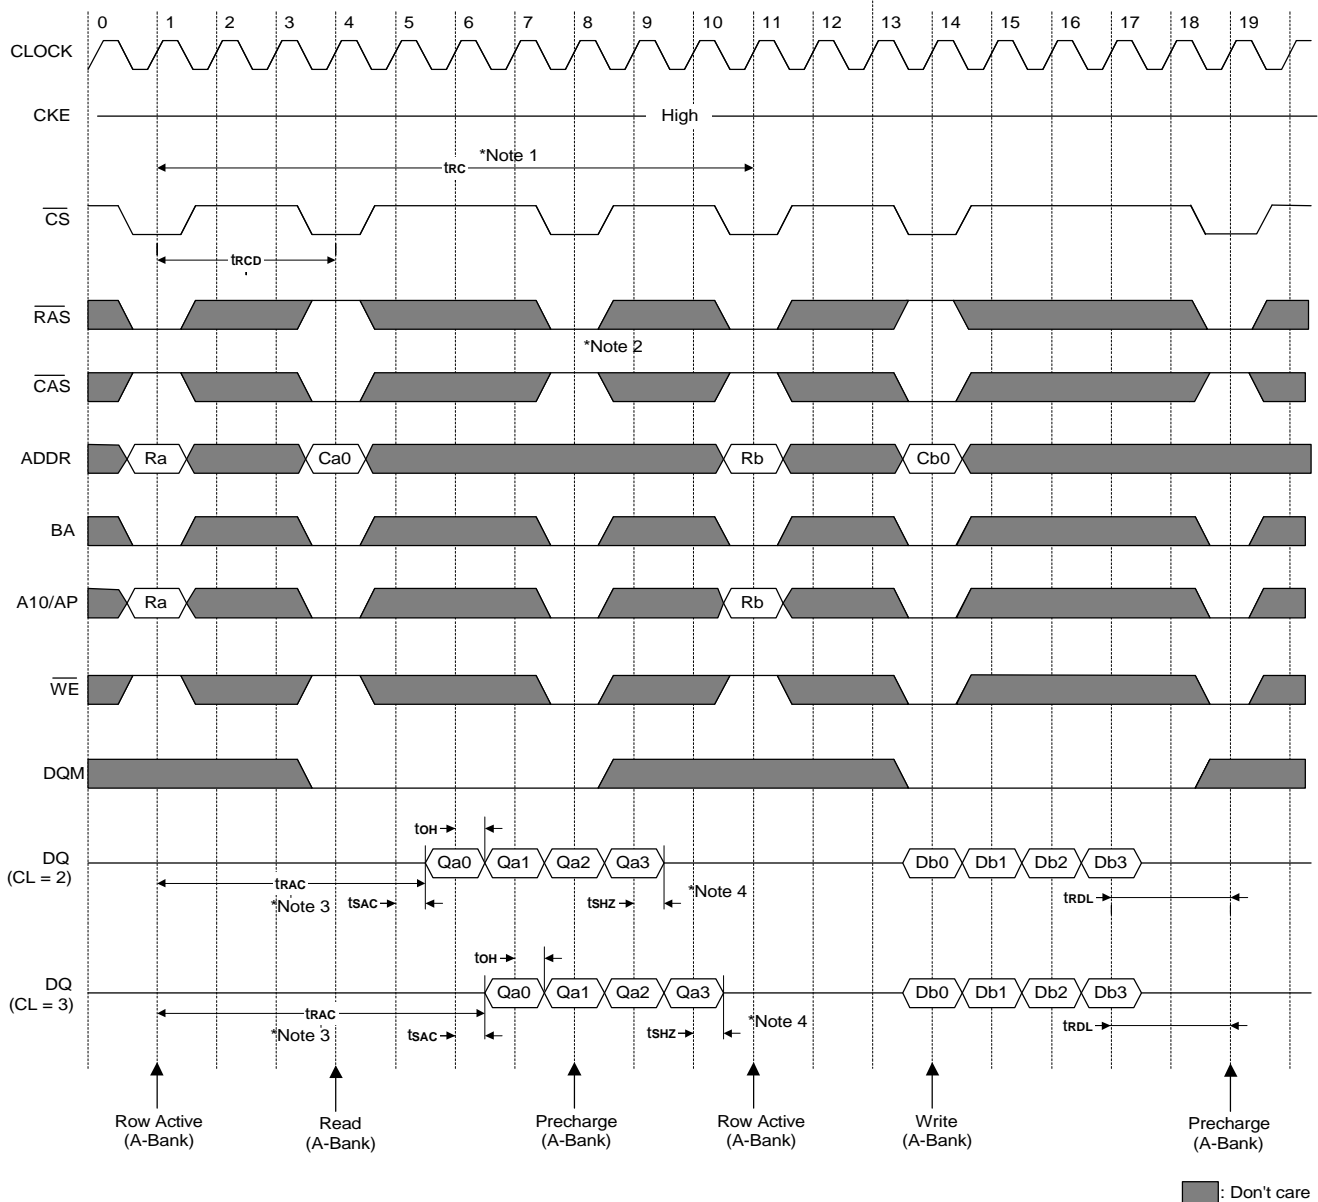 0 1 2 3 4 5 6 7 8 9 10 11 12 13 14 15 16 17 18 19
CLOCK
CKE
High
*Note 1
tRC
CS
tRCD
RAS
*Note 2
CAS
ADDR
Ra Ca0 Rb Cb0
BA
A10/AP
Ra Rb
WE
DQM
tOH
DQ
(CL = 2)
Qa0 Qa1 Qa2 Qa3 Db0 Db1 Db2 Db3
tRAC
*Note 3
tSAC
tSHZ
*Note 4
tRDL
tOH
DQ
(CL = 3)
Qa0 Qa1 Qa2 Qa3 Db0 Db1 Db2 Db3
tRAC
*Note 3
tSAC
tSHZ
*Note 4
tRDL
Row Active
(A-Bank)
Read
(A-Bank)
Precharge
(A-Bank)
Row Active
(A-Bank)
Write
(A-Bank)
Precharge
(A-Bank)
: Don't care